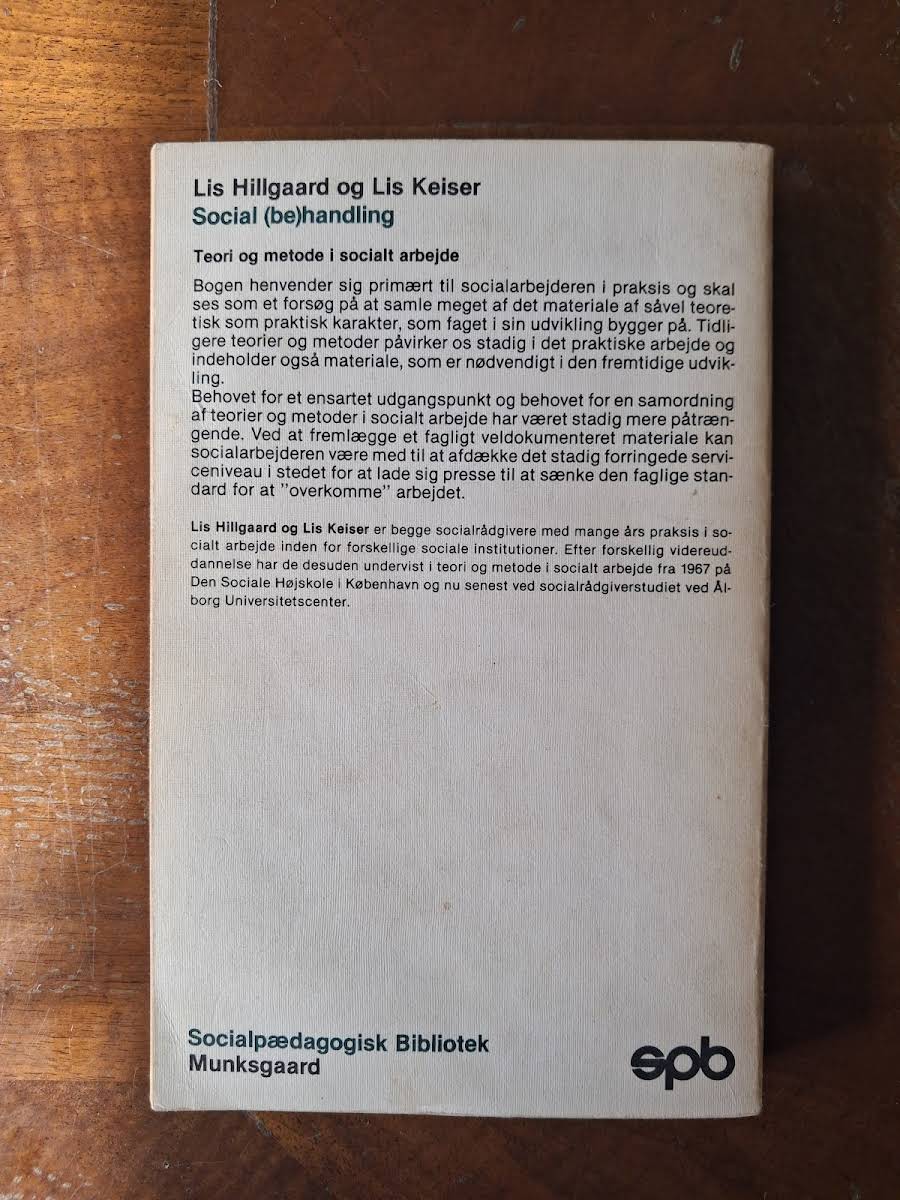 Lis Hillgaard og Lis Keiser
Social (be)handling
Teori og metode i socialt arbejde
Bogen henvender sig primært til socialarbejderen i praksis og skal
ses som et forsøg på at samle meget af det materiale af såvel teore-
tisk som praktisk karakter, som faget i sin udvikling bygger på. Tidli-
gere teorier og metoder påvirker os stadig i det praktiske arbejde og
indeholder også materiale, som er nødvendigt i den fremtidige udvik-
ling.
Behovet for et ensartet udgangspunkt og behovet for en samordning
af teorier og metoder i socialt arbejde har været stadig mere påtræn-
gende. Ved at fremlægge et fagligt veldokumenteret materiale kan
socialarbejderen være med til at afdække det stadig forringede servi-
ceniveau i stedet for at lade sig presse til at sænke den faglige stan-
dard for at ”overkomme” arbejdet.
Lis Hillgaard og Lis Keiser er begge socialrådgivere med mange års praksis i so-
cialt arbejde inden for forskellige sociale institutioner. Efter forskellig videreud-
dannelse har de desuden undervist i teori og metode i socialt arbejde fra 1967 på
Den Sociale Højskole i København og nu senest ved socialrådgiverstudiet ved Ål-
borg Universitetscenter.
Socialpædagogisk Bibliotek
Munksgaard
spb